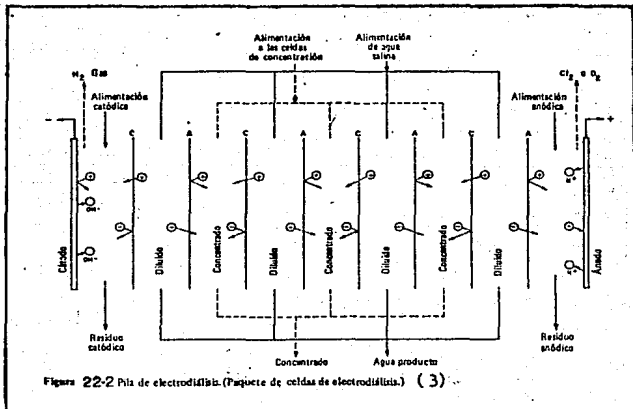 Alimentación
a las celdas
de concentración
Alimentación
de agua
salina
H₂ Gas
Cl₂ o O₂
Alimentación
catódica
Alimentación
anódica
−
+
C
A
C
A
C
A
C
A
Cátodo
OH⁻
OH⁻
Diluido
Concentrado
Diluido
Concentrado
Diluido
Concentrado
Diluido
H⁺
H⁺
Ánodo
Residuo
catódico
Residuo
anódico
Concentrado
Agua producto
Figura 22-2 Pila de electrodiálisis. (Paquete de celdas de electrodiálisis.) (3)